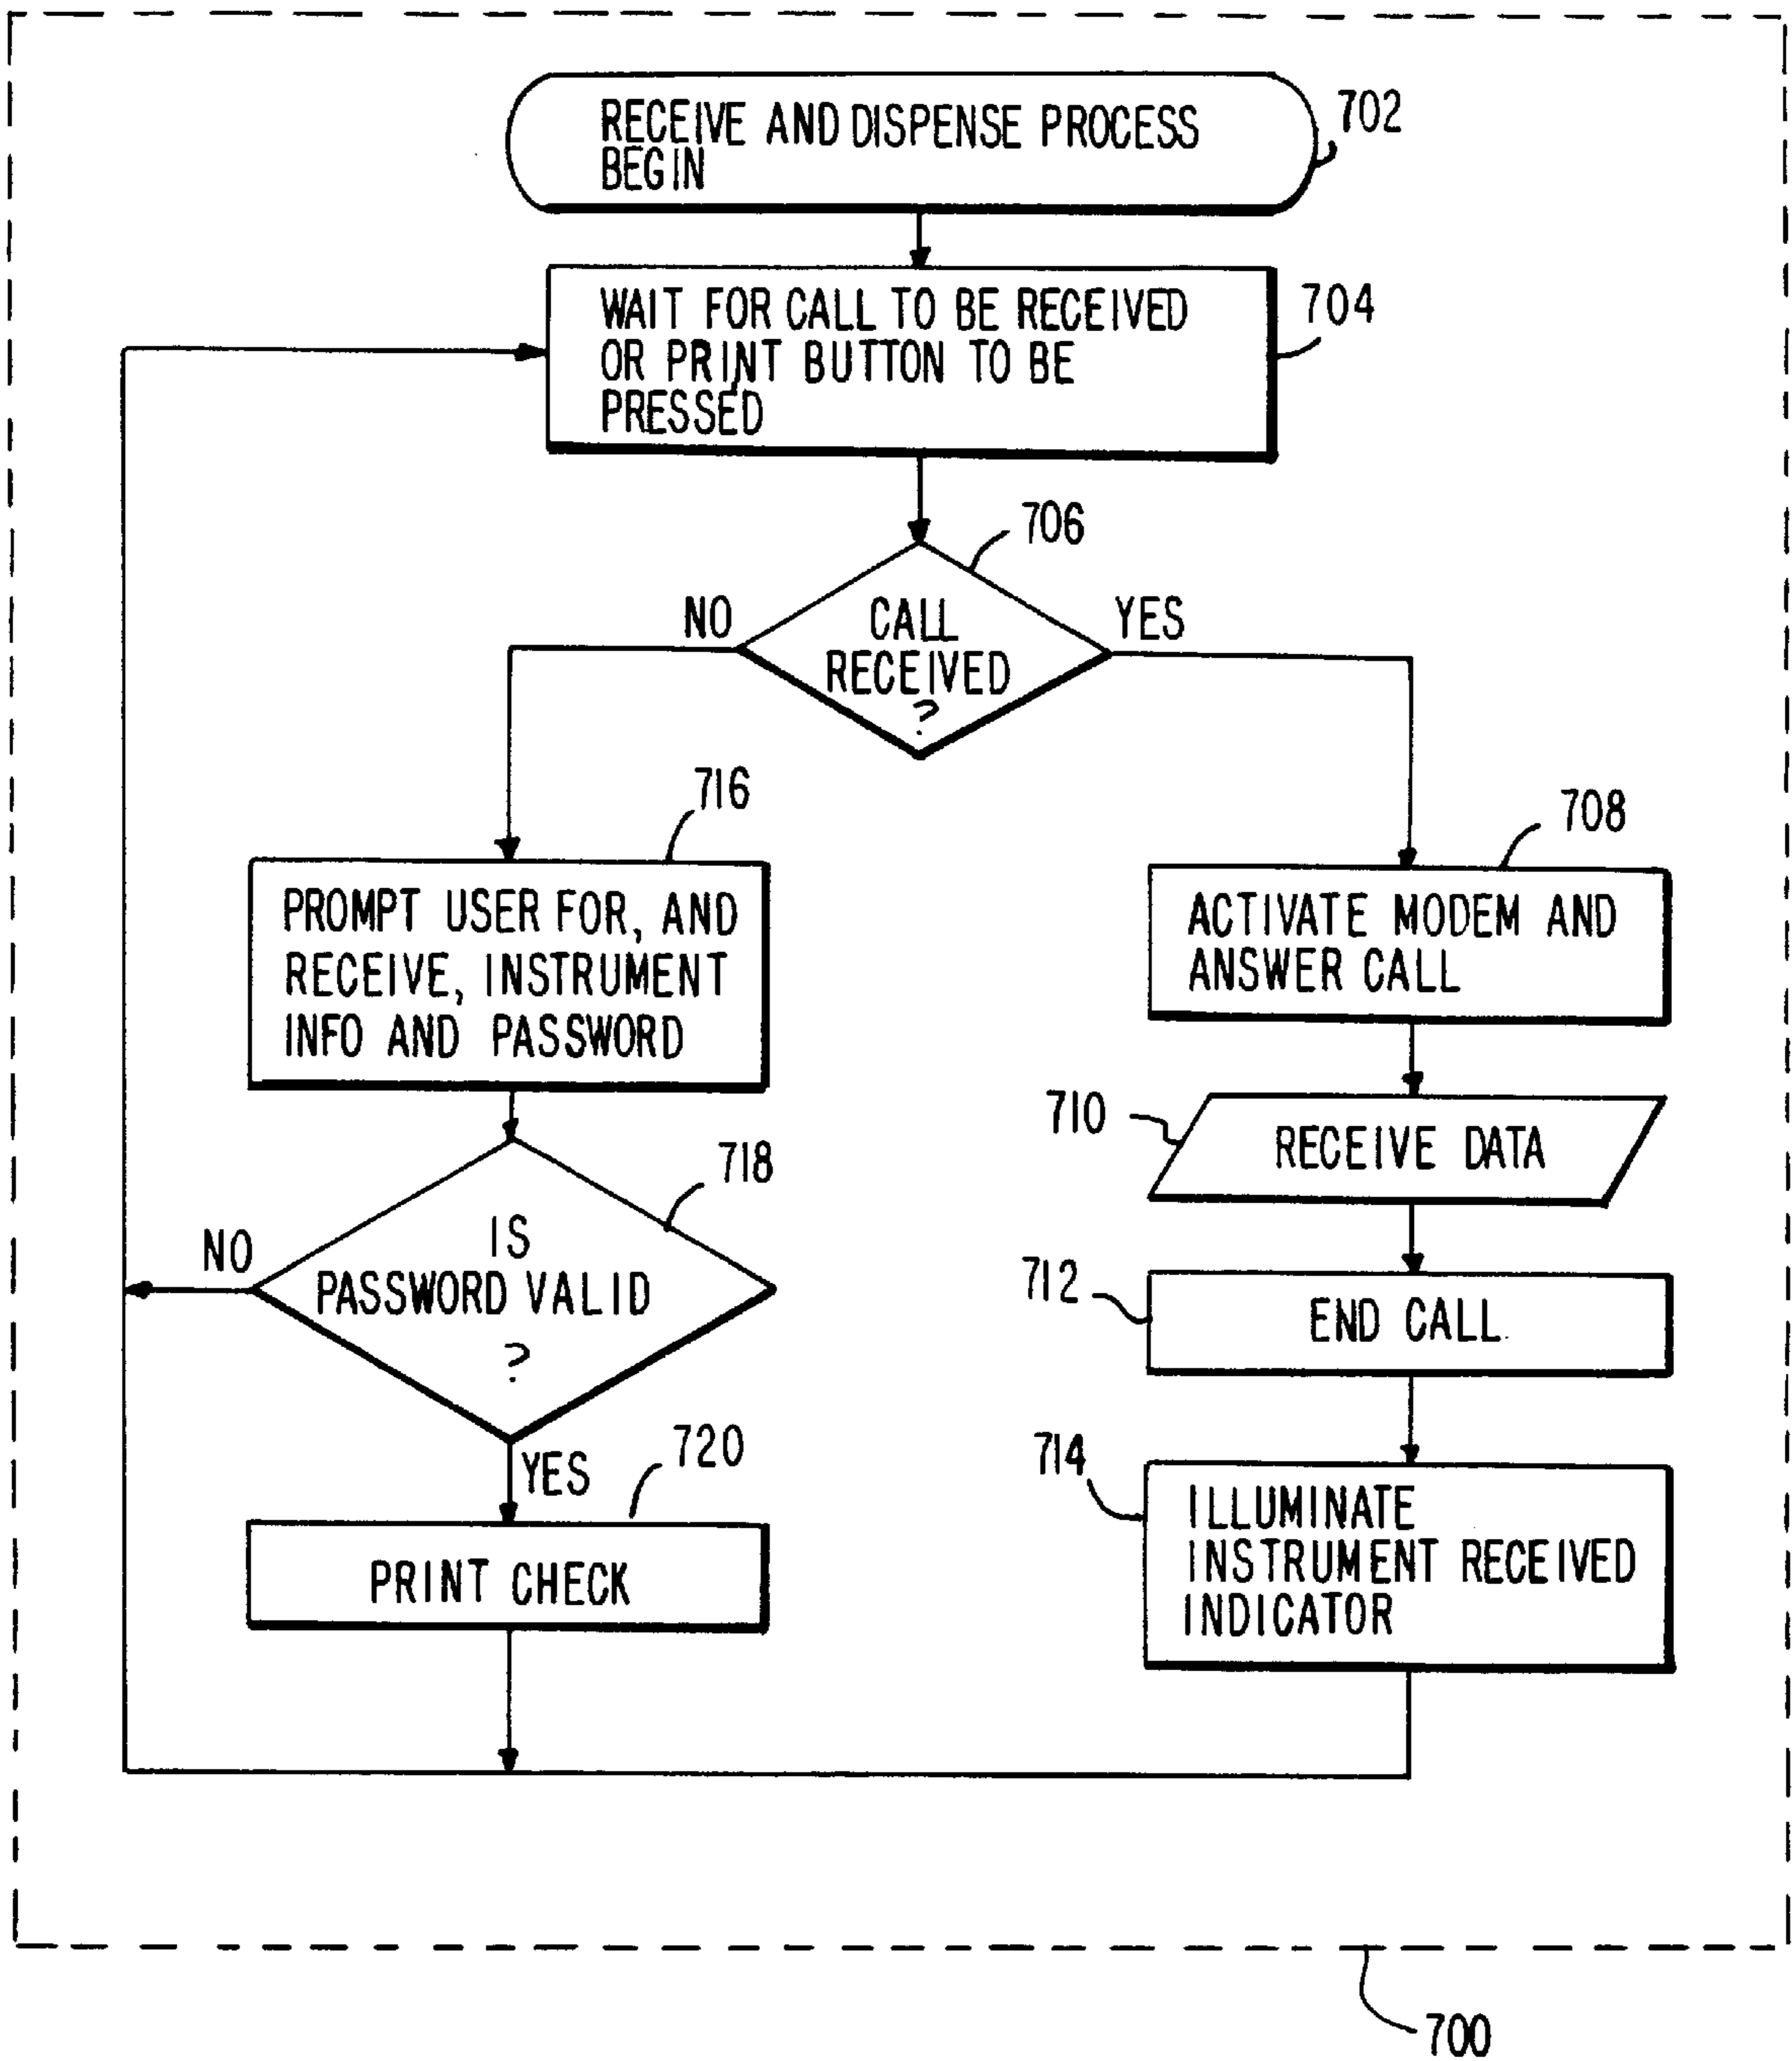 RECEIVE AND DISPENSE PROCESS
BEGIN
702
WAIT FOR CALL TO BE RECEIVED
OR PRINT BUTTON TO BE
PRESSED
704
706
NO
CALL
RECEIVED
?
YES
716
PROMPT USER FOR, AND
RECEIVE, INSTRUMENT
INFO AND PASSWORD
708
ACTIVATE MODEM AND
ANSWER CALL
710
RECEIVE DATA
718
NO
IS
PASSWORD VALID
?
YES
712
END CALL
720
PRINT CHECK
714
ILLUMINATE
INSTRUMENT RECEIVED
INDICATOR
700